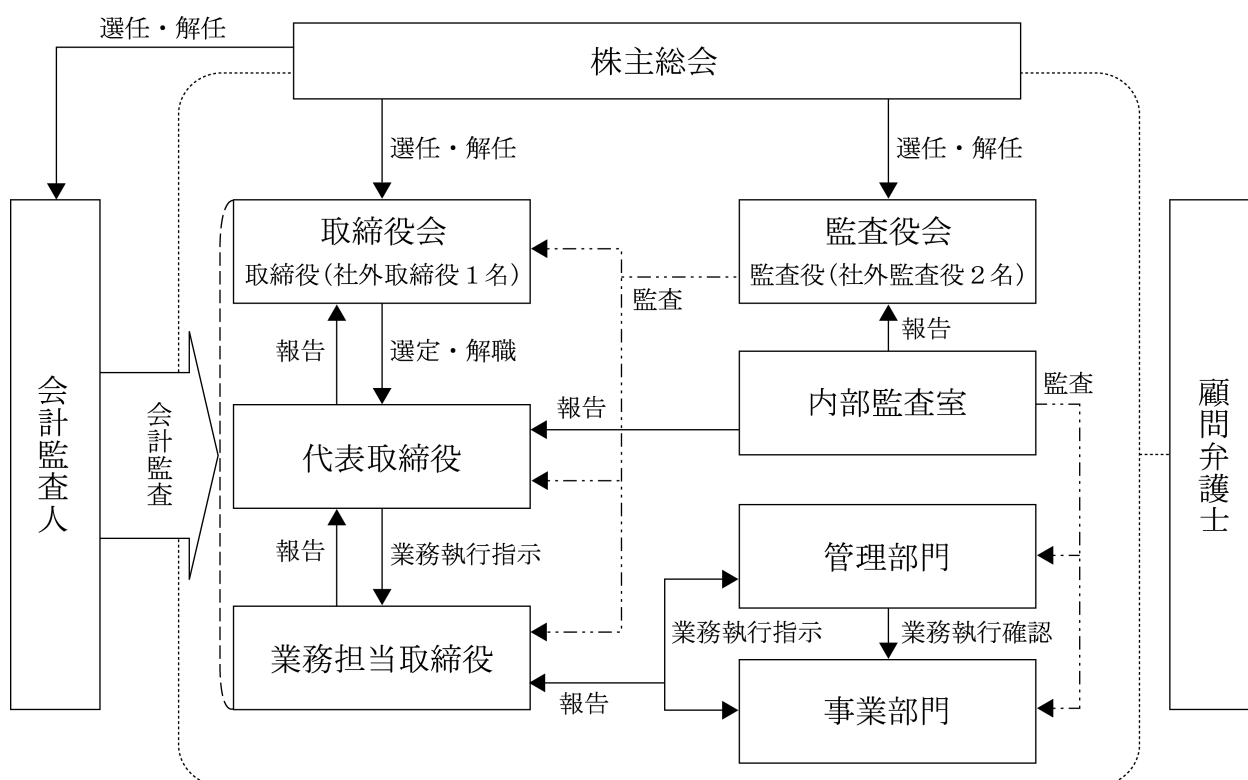 選任・解任
株主総会
選任・解任
選任・解任
取締役会
取締役（社外取締役１名）
監査役会
監査役（社外監査役２名）
監査
報告
報告
選定・解職
内部監査室
監査
報告
代表取締役
会計監査人
会計監査
顧問弁護士
管理部門
報告
業務執行指示
業務執行指示
業務執行確認
業務担当取締役
報告
事業部門